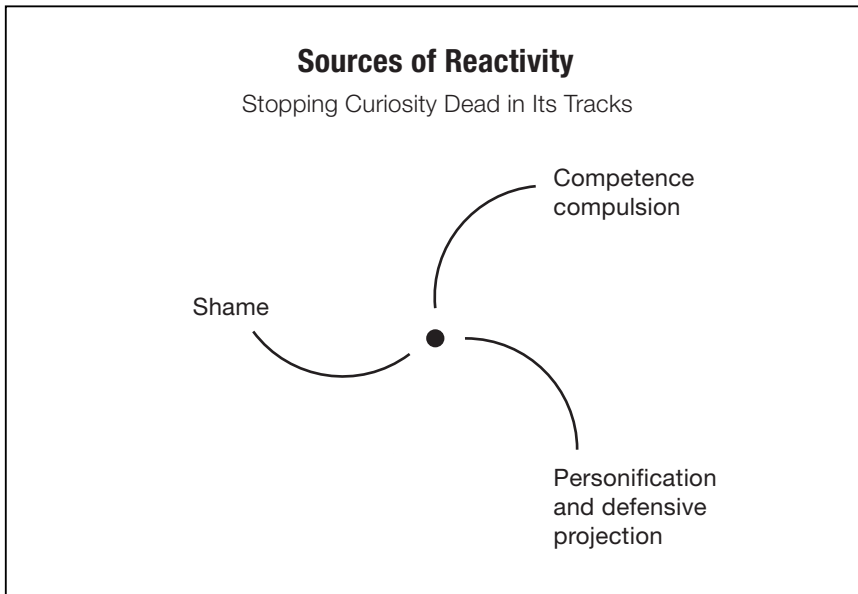 Sources of Reactivity
Stopping Curiosity Dead in Its Tracks
Competence
compulsion
Shame
Personification
and defensive
projection